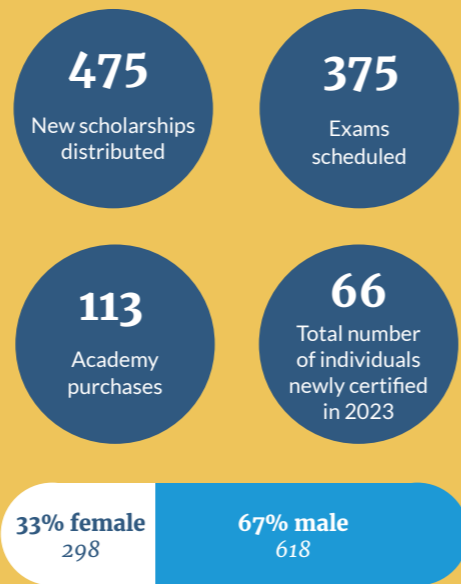 475
New scholarships
distributed
375
Exams
scheduled
113
Academy
purchases
66
Total number
of individuals
newly certified
in 2023
33% female
298
67% male
618